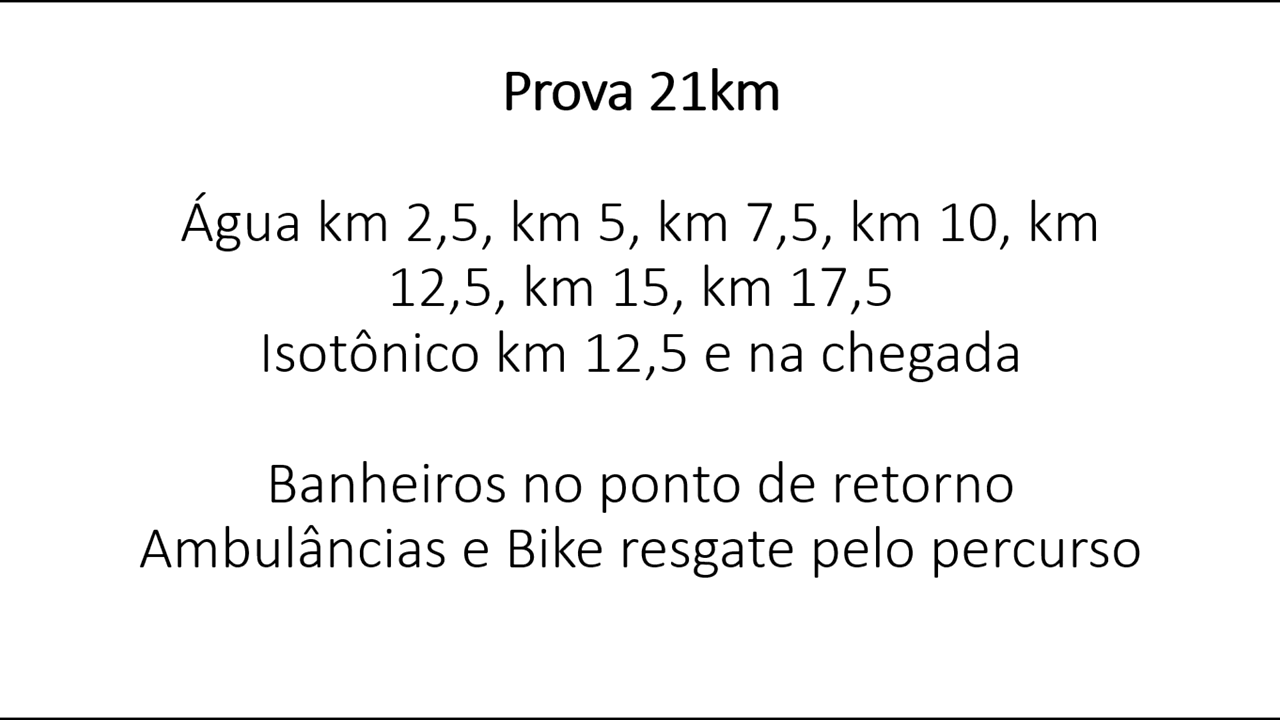 Prova 21km
Água km 2,5, km 5, km 7,5, km 10, km
12,5, km 15, km 17,5
Isotônico km 12,5 e na chegada
Banheiros no ponto de retorno
Ambulâncias e Bike resgate pelo percurso